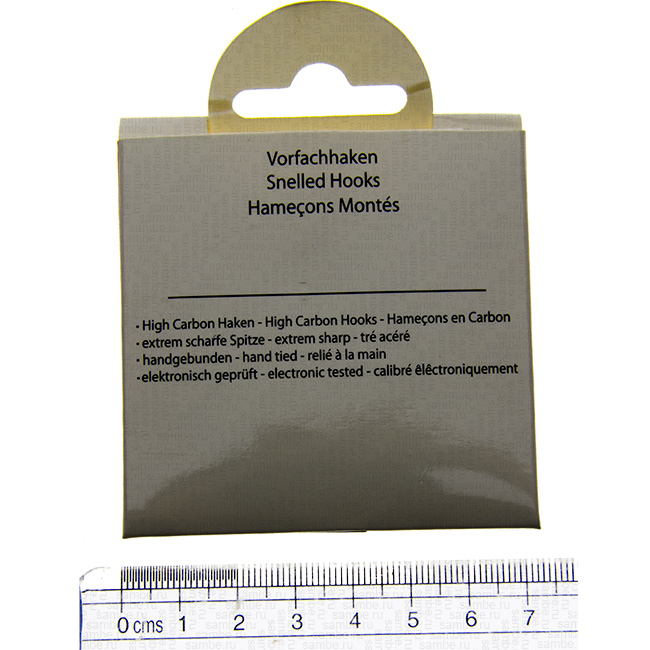 Vorfachhaken
Snelled Hooks
Hameçons Montés
· High Carbon Haken - High Carbon Hooks - Hameçons en Carbon
· extrem scharfe Spitze - extrem sharp - tré acéré
· handgebunden - hand tied - relié à la main
· elektronisch geprüft - electronic tested - calibré êlêctroniquement
0 cms 1 2 3 4 5 6 7